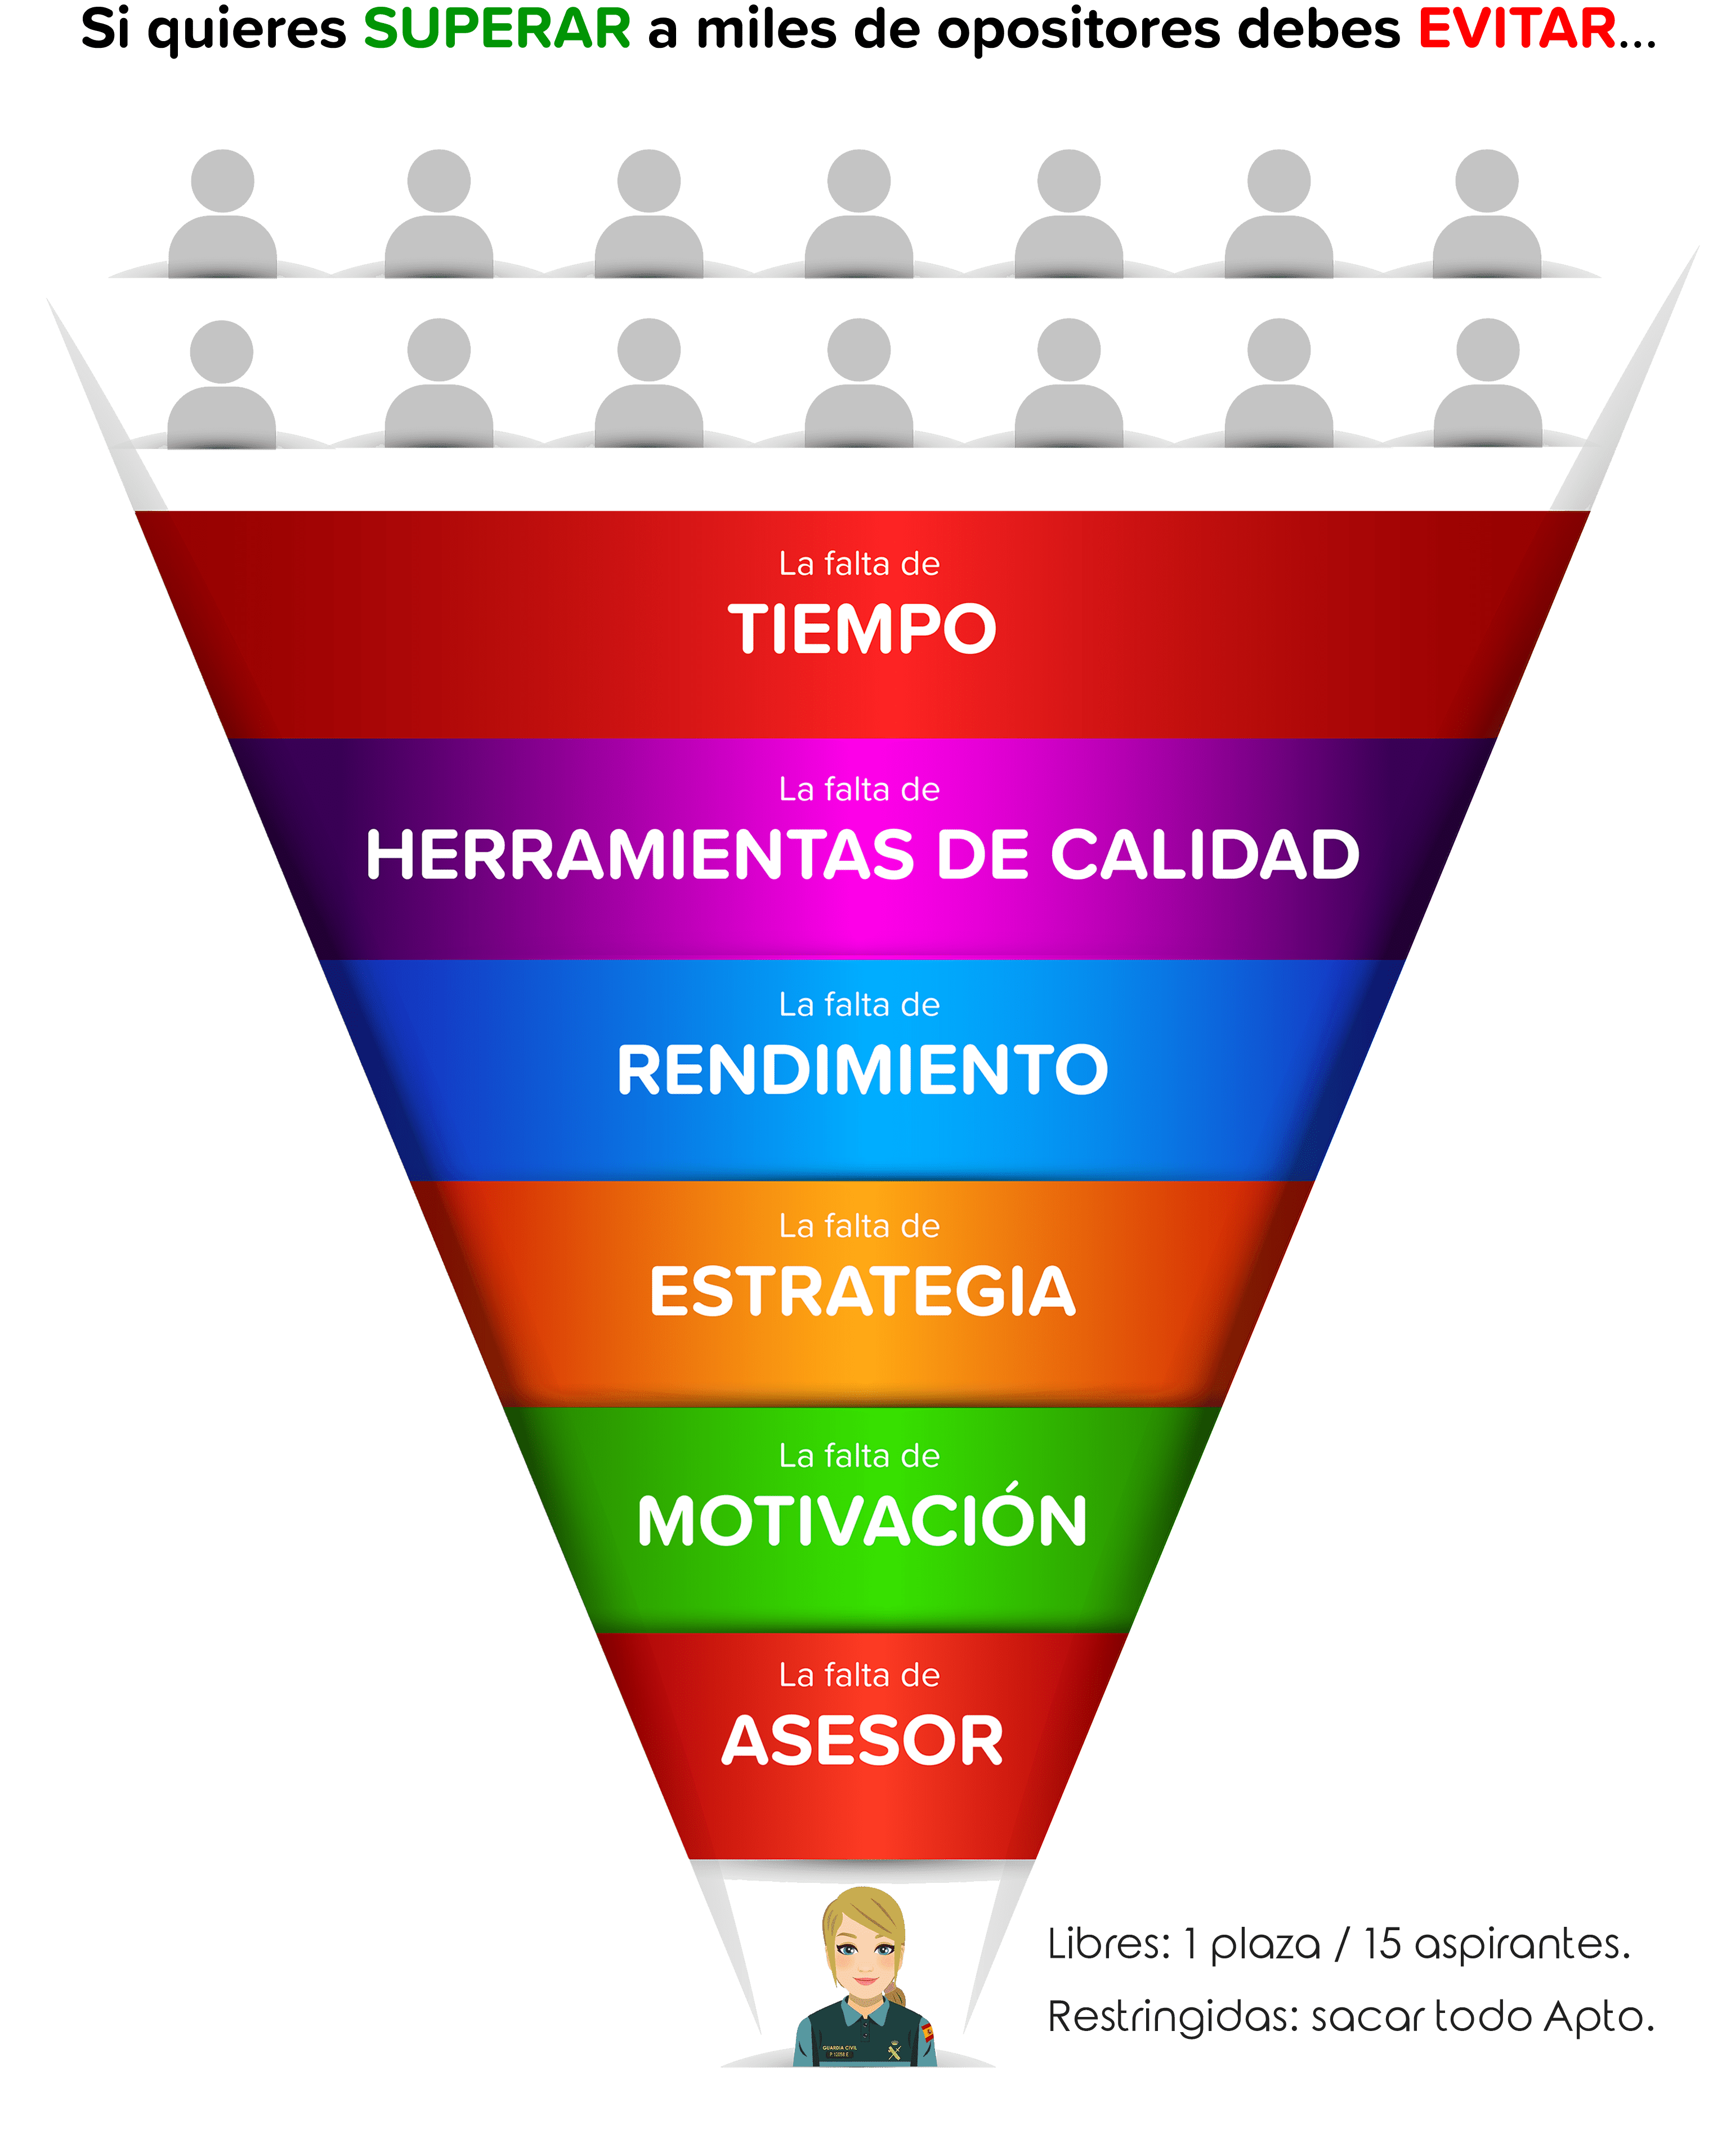 Si quieres SUPERAR a miles de opositores debes EVITAR...
La falta de
TIEMPO
La falta de
HERRAMIENTAS DE CALIDAD
La falta de
RENDIMIENTO
La falta de
ESTRATEGIA
La falta de
MOTIVACIÓN
La falta de
ASESOR
Libres: 1 plaza / 15 aspirantes.
Restringidas: sacar todo Apto.
GUARDIA CIVIL